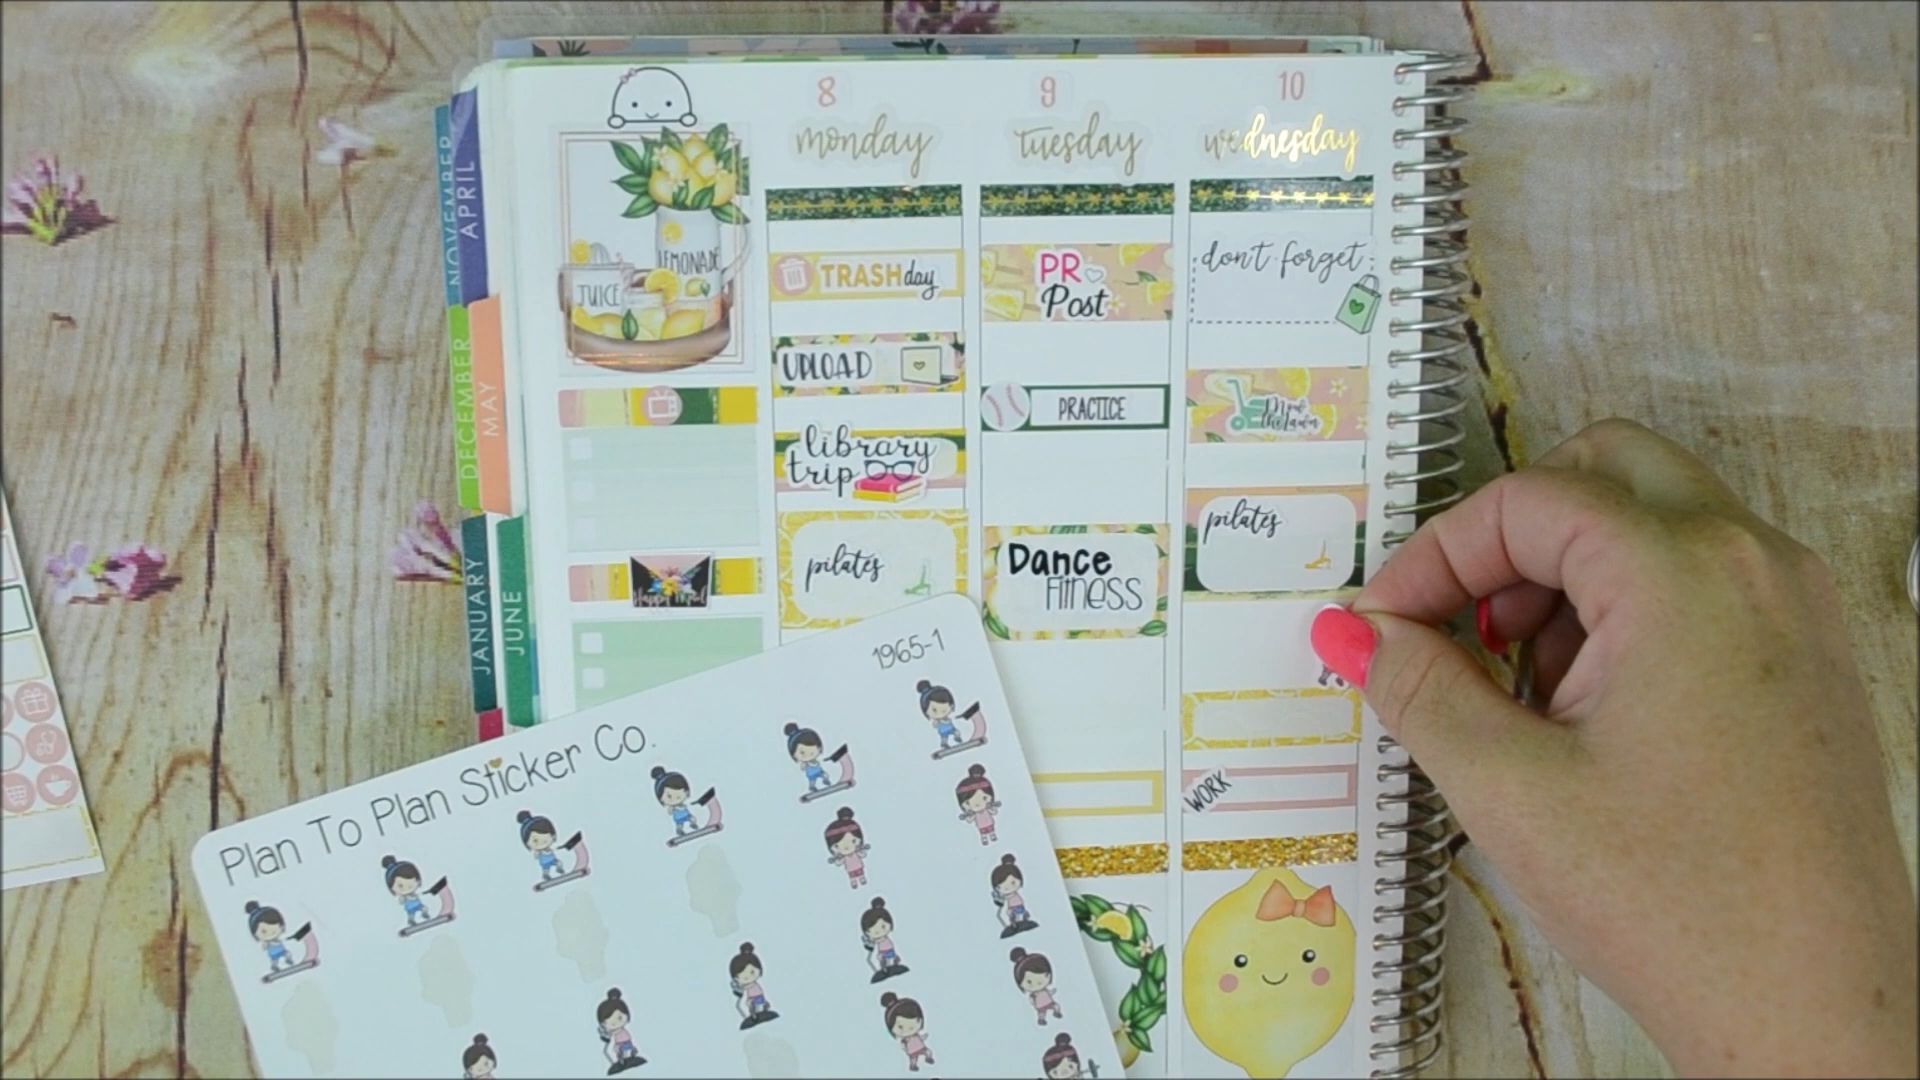 8
9
10
monday
tuesday
wednesday
NOVEMBER
APRIL
DECEMBER
MAY
JANUARY
JUNE
LEMONADE
JUICE
TRASH day
UPLOAD
library
trip
pilates
PR
Post
PRACTICE
Dance
Fitness
don't forget
Mow
the Lawn
pilates
WORK
Happy Mail
1965-1
Plan To Plan Sticker Co.